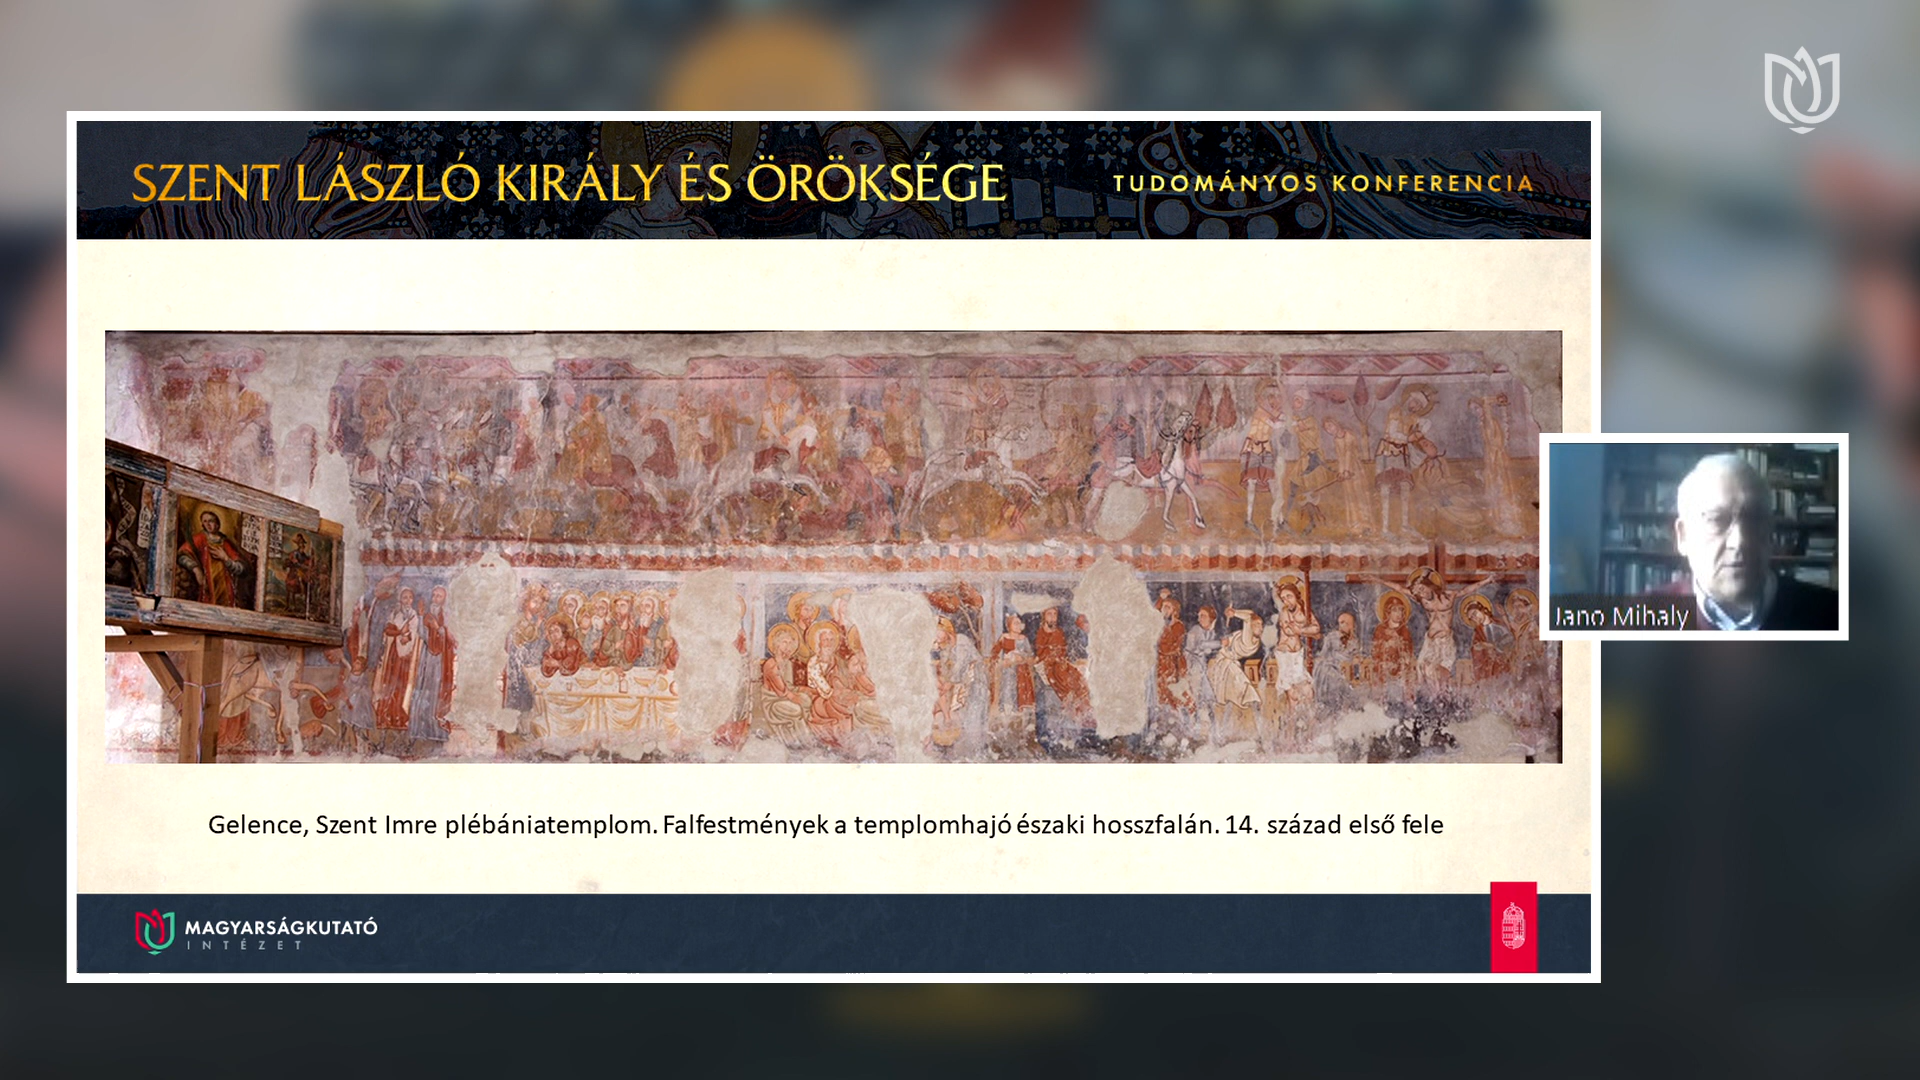 SZENT LÁSZLÓ KIRÁLY ÉS ÖRÖKSÉGE
TUDOMÁNYOS KONFERENCIA
Jano Mihaly
Gelence, Szent Imre plébániatemplom. Falfestmények a templomhajó északi hosszfalán. 14. század első fele
MAGYARSÁGKUTATÓ
INTÉZET